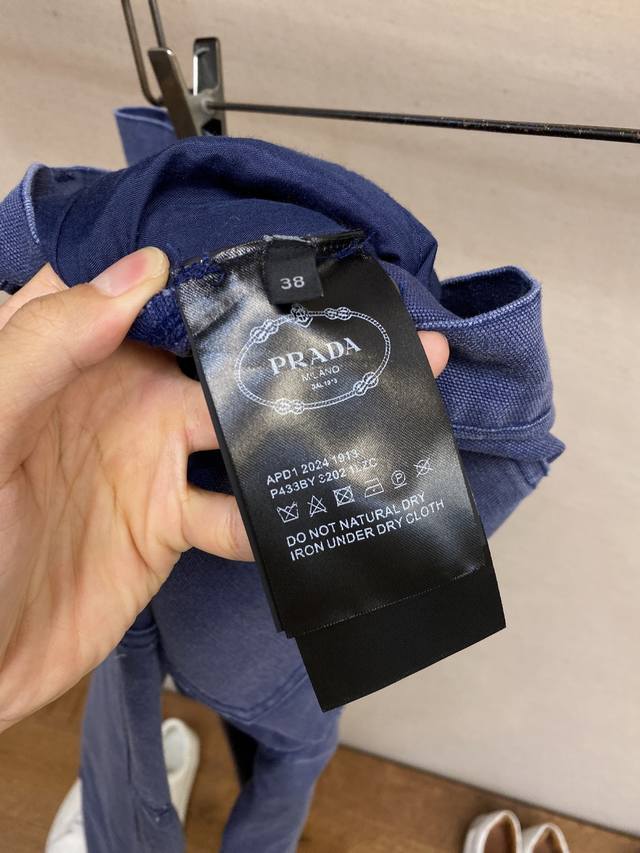 38
PRADA
MILANO
DAL 1913
APD1 2024 1913
P433BY 3202 1LZC
DO NOT NATURAL DRY
IRON UNDER DRY CLOTH